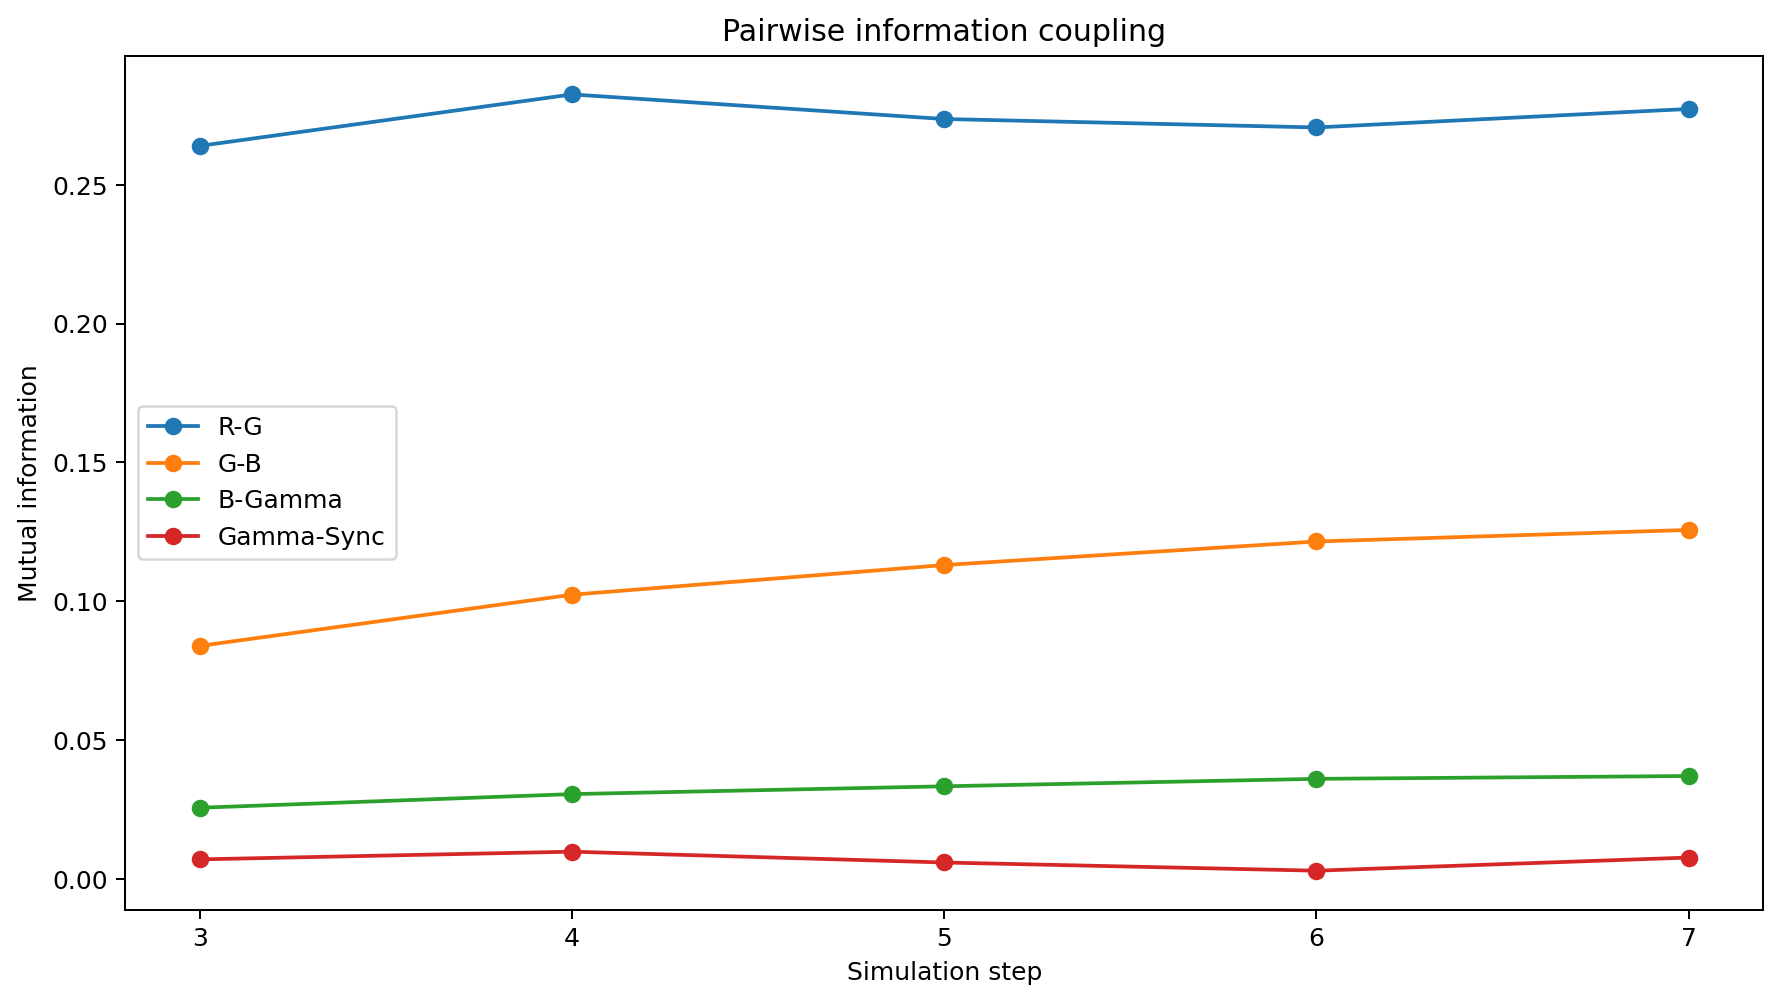 Pairwise information coupling
Mutual information
0.25
0.20
0.15
0.10
0.05
0.00
R-G
G-B
B-Gamma
Gamma-Sync
3 4 5 6 7
Simulation step